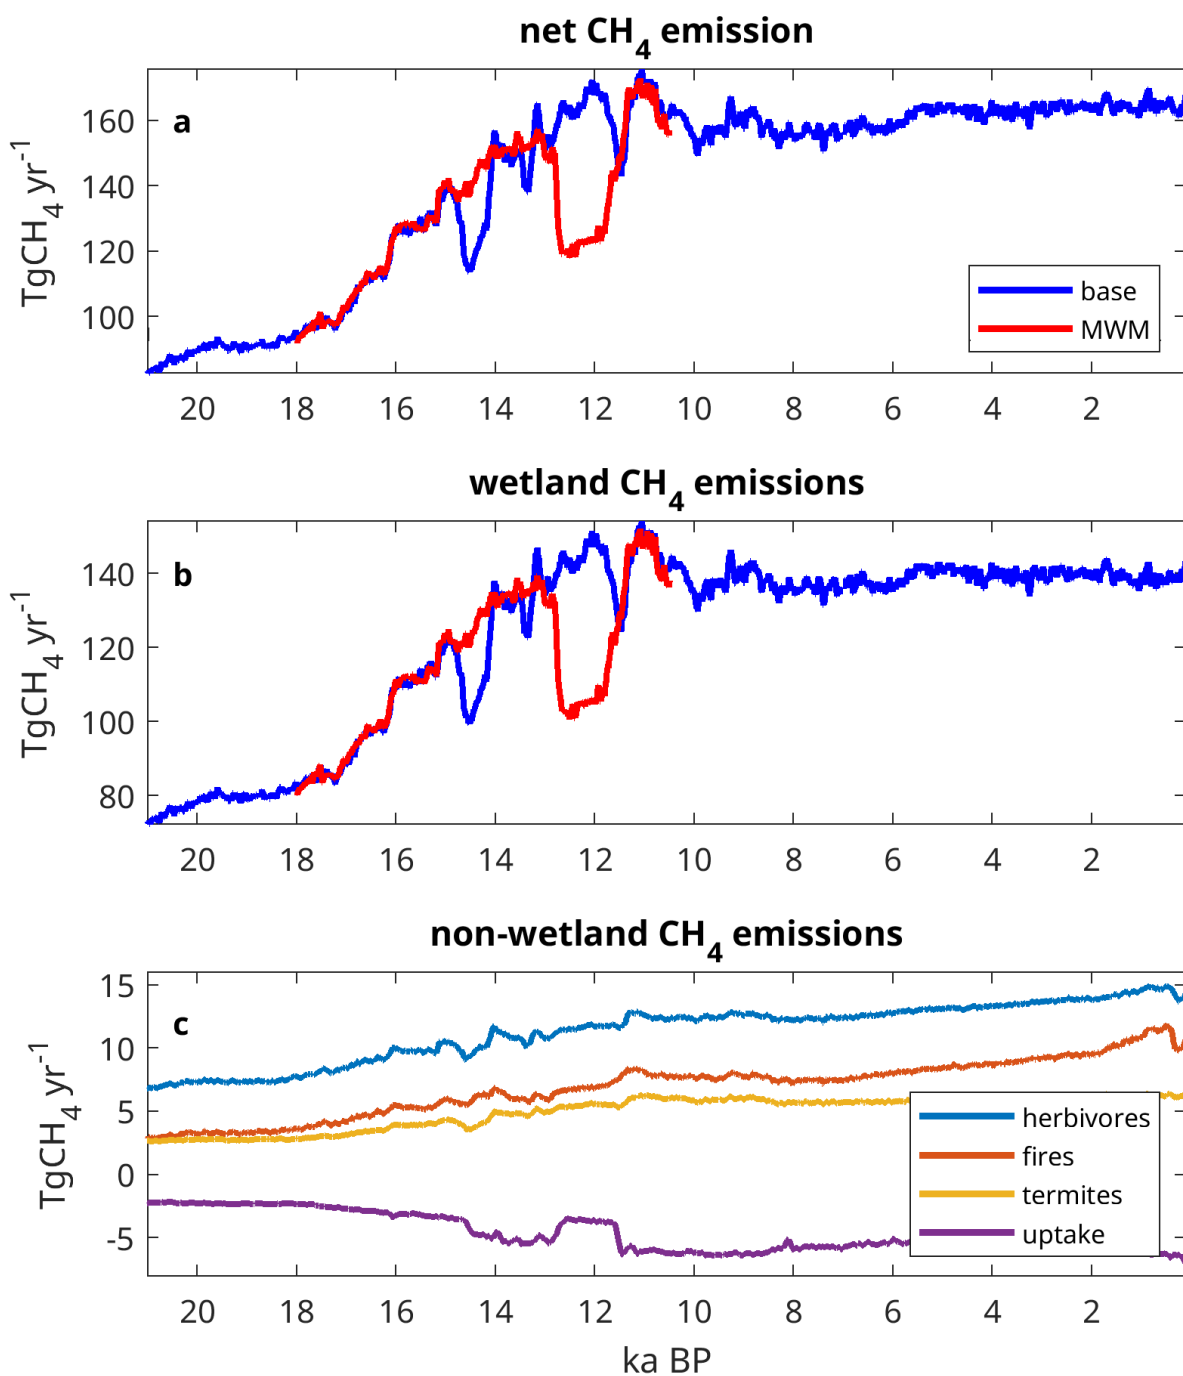 net CH4 emission
a
160
140
120
100
TgCH4 yr-1
base
MWM
20 18 16 14 12 10 8 6 4 2
wetland CH4 emissions
b
140
120
100
80
TgCH4 yr-1
20 18 16 14 12 10 8 6 4 2
non-wetland CH4 emissions
c
15
10
5
0
-5
TgCH4 yr-1
herbivores
fires
termites
uptake
20 18 16 14 12 10 8 6 4 2
ka BP